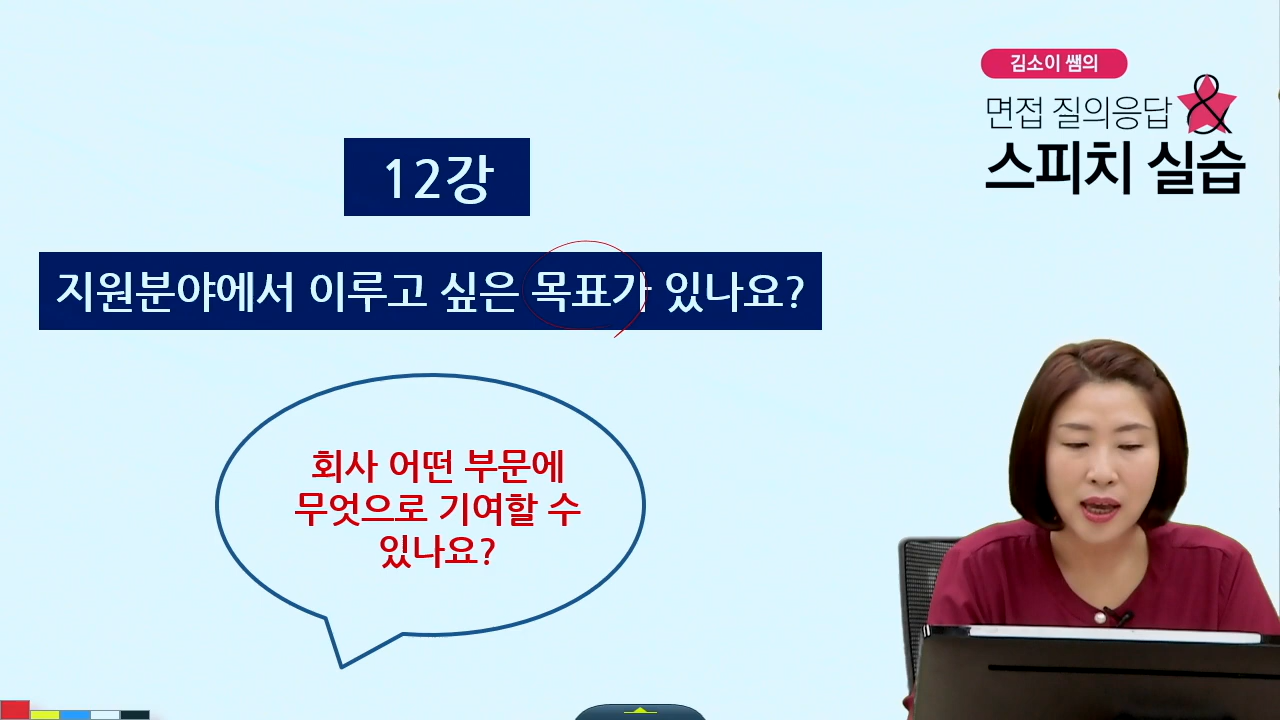 김소이 쌤의
면접 질의응답 &
스피치 실습
12강
지원분야에서 이루고 싶은 목표가 있나요?
회사 어떤 부문에
무엇으로 기여할 수
있나요?